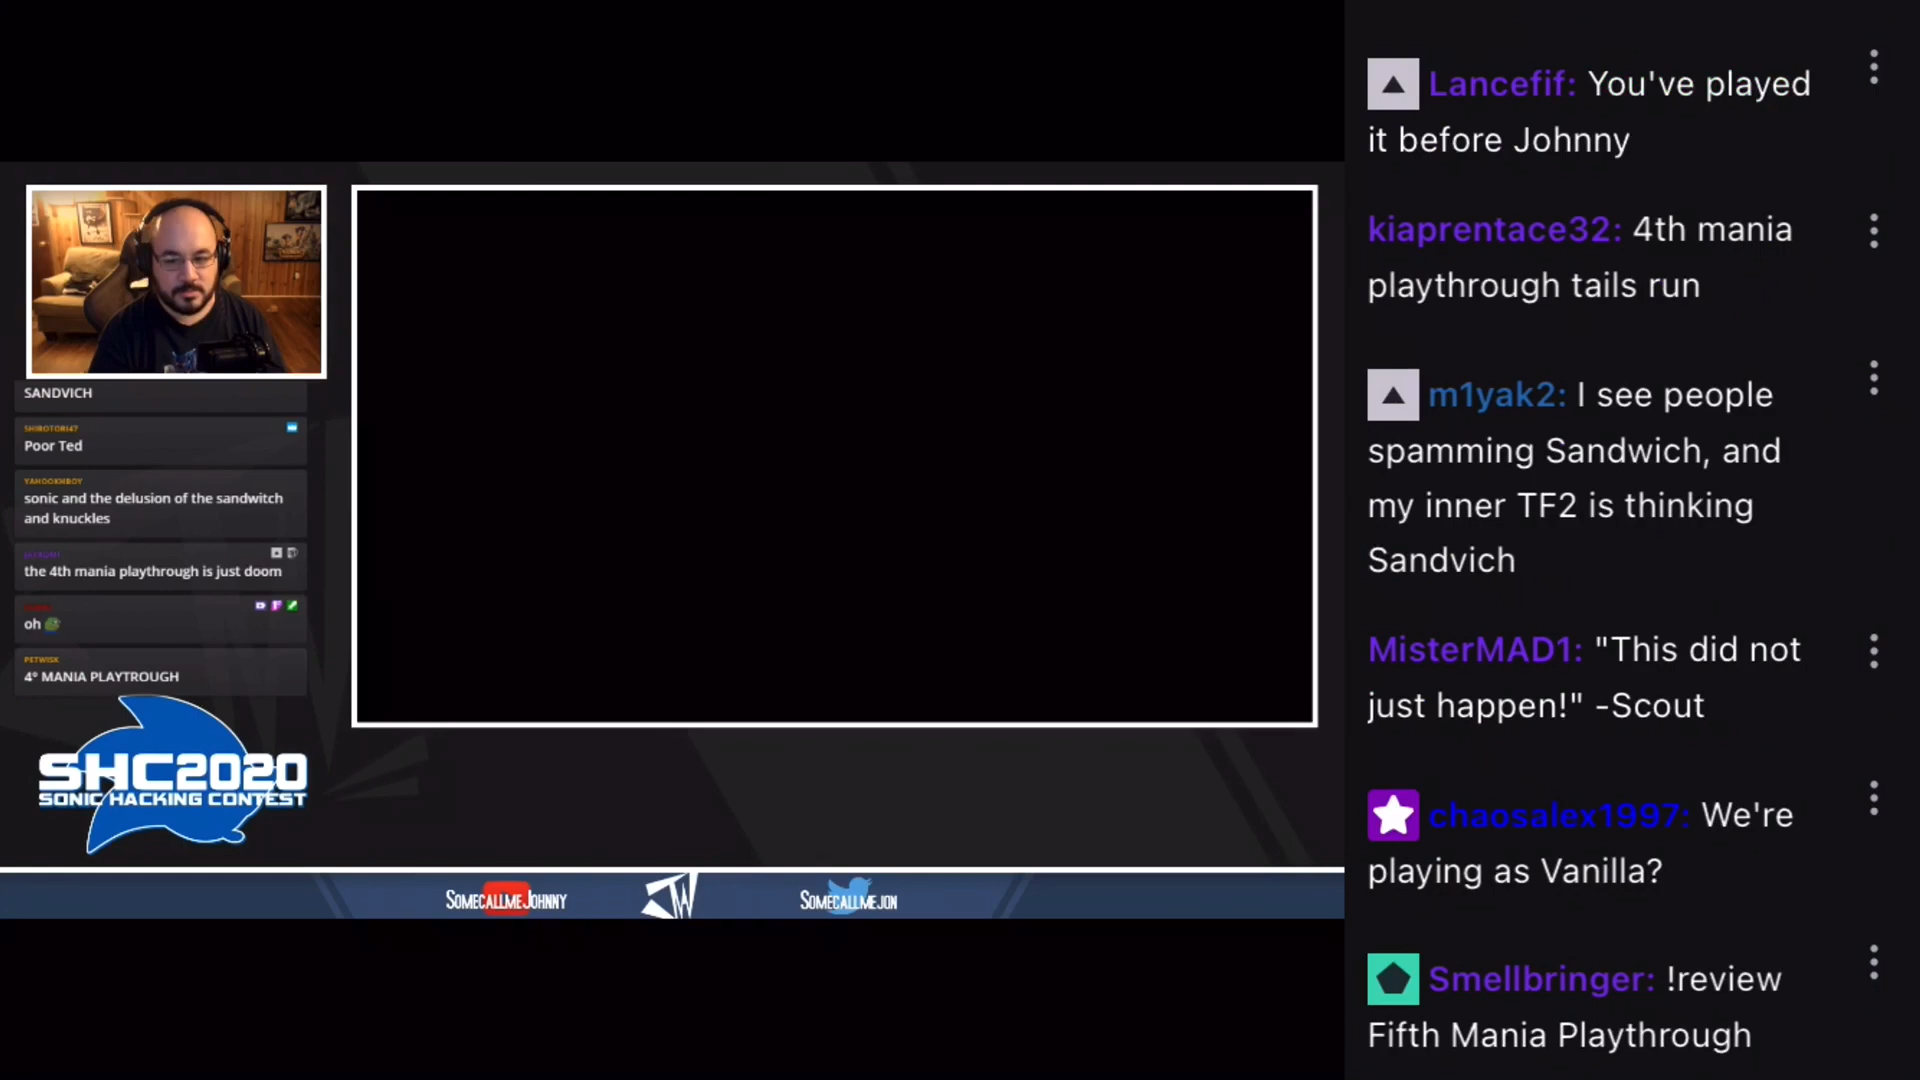 SANDVICH
SHIROTORI47
Poor Ted
YAHOOKHBOY
sonic and the delusion of the sandwitch
and knuckles
the 4th mania playthrough is just doom
oh
PETWISK
4º MANIA PLAYTROUGH
SHC2020
SONIC HACKING CONTEST
SOMECALLMEJOHNNY
SOMECALLMEJON
Lancefif: You've played
it before Johnny
kiaprentace32: 4th mania
playthrough tails run
m1yak2: I see people
spamming Sandwich, and
my inner TF2 is thinking
Sandvich
MisterMAD1: "This did not
just happen!" -Scout
chaosalex1997: We're
playing as Vanilla?
Smellbringer: !review
Fifth Mania Playthrough